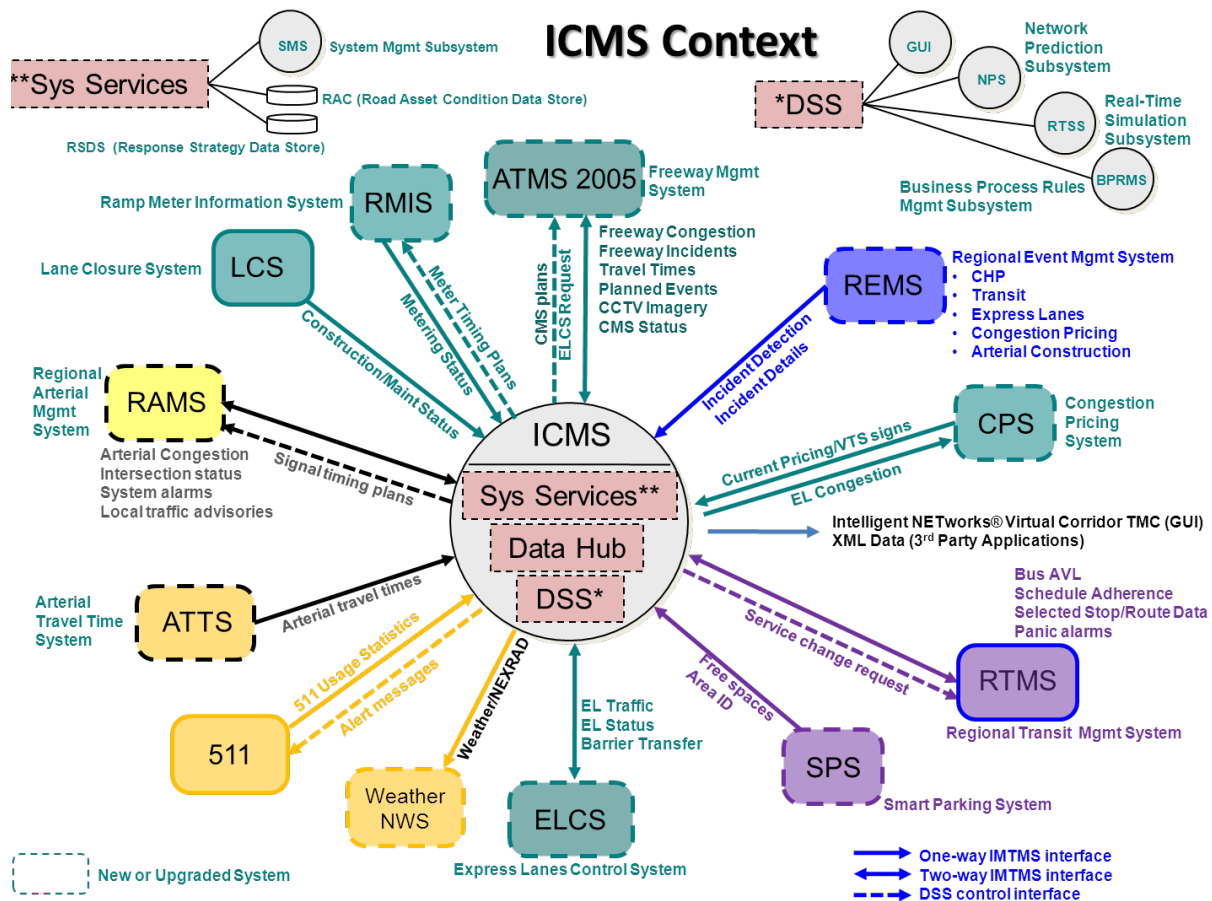 ICMS Context
SMS
System Mgmt Subsystem
**Sys Services
RAC (Road Asset Condition Data Store)
RSDS (Response Strategy Data Store)
GUI
Network
Prediction
Subsystem
NPS
*DSS
RTSS
Real-Time
Simulation
Subsystem
BPRMS
Business Process Rules
Mgmt Subsystem
ATMS 2005
Freeway Mgmt
System
Ramp Meter Information System
RMIS
Lane Closure System
LCS
Freeway Congestion
Freeway Incidents
Travel Times
Planned Events
CCTV Imagery
CMS Status
CMS plans
ELCS Request
Meter Timing Plans
Metering Status
Construction/Maint Status
REMS
Regional Event Mgmt System
• CHP
• Transit
• Express Lanes
• Congestion Pricing
• Arterial Construction
Incident Detection
Incident Details
Regional
Arterial
Mgmt
System
RAMS
Arterial Congestion
Intersection status
System alarms
Local traffic advisories
Signal timing plans
ICMS
Sys Services**
Data Hub
DSS*
CPS
Congestion
Pricing
System
Current Pricing/VTS signs
EL Congestion
Intelligent NETworks® Virtual Corridor TMC (GUI)
XML Data (3rd Party Applications)
Arterial
Travel Time
System
ATTS
Arterial travel times
Bus AVL
Schedule Adherence
Selected Stop/Route Data
Panic alarms
Service change request
RTMS
Regional Transit Mgmt System
511 Usage Statistics
Alert messages
511
Weather/NEXRAD
Weather
NWS
EL Traffic
EL Status
Barrier Transfer
ELCS
Express Lanes Control System
Free spaces
Area ID
SPS
Smart Parking System
New or Upgraded System
One-way IMTMS interface
Two-way IMTMS interface
DSS control interface